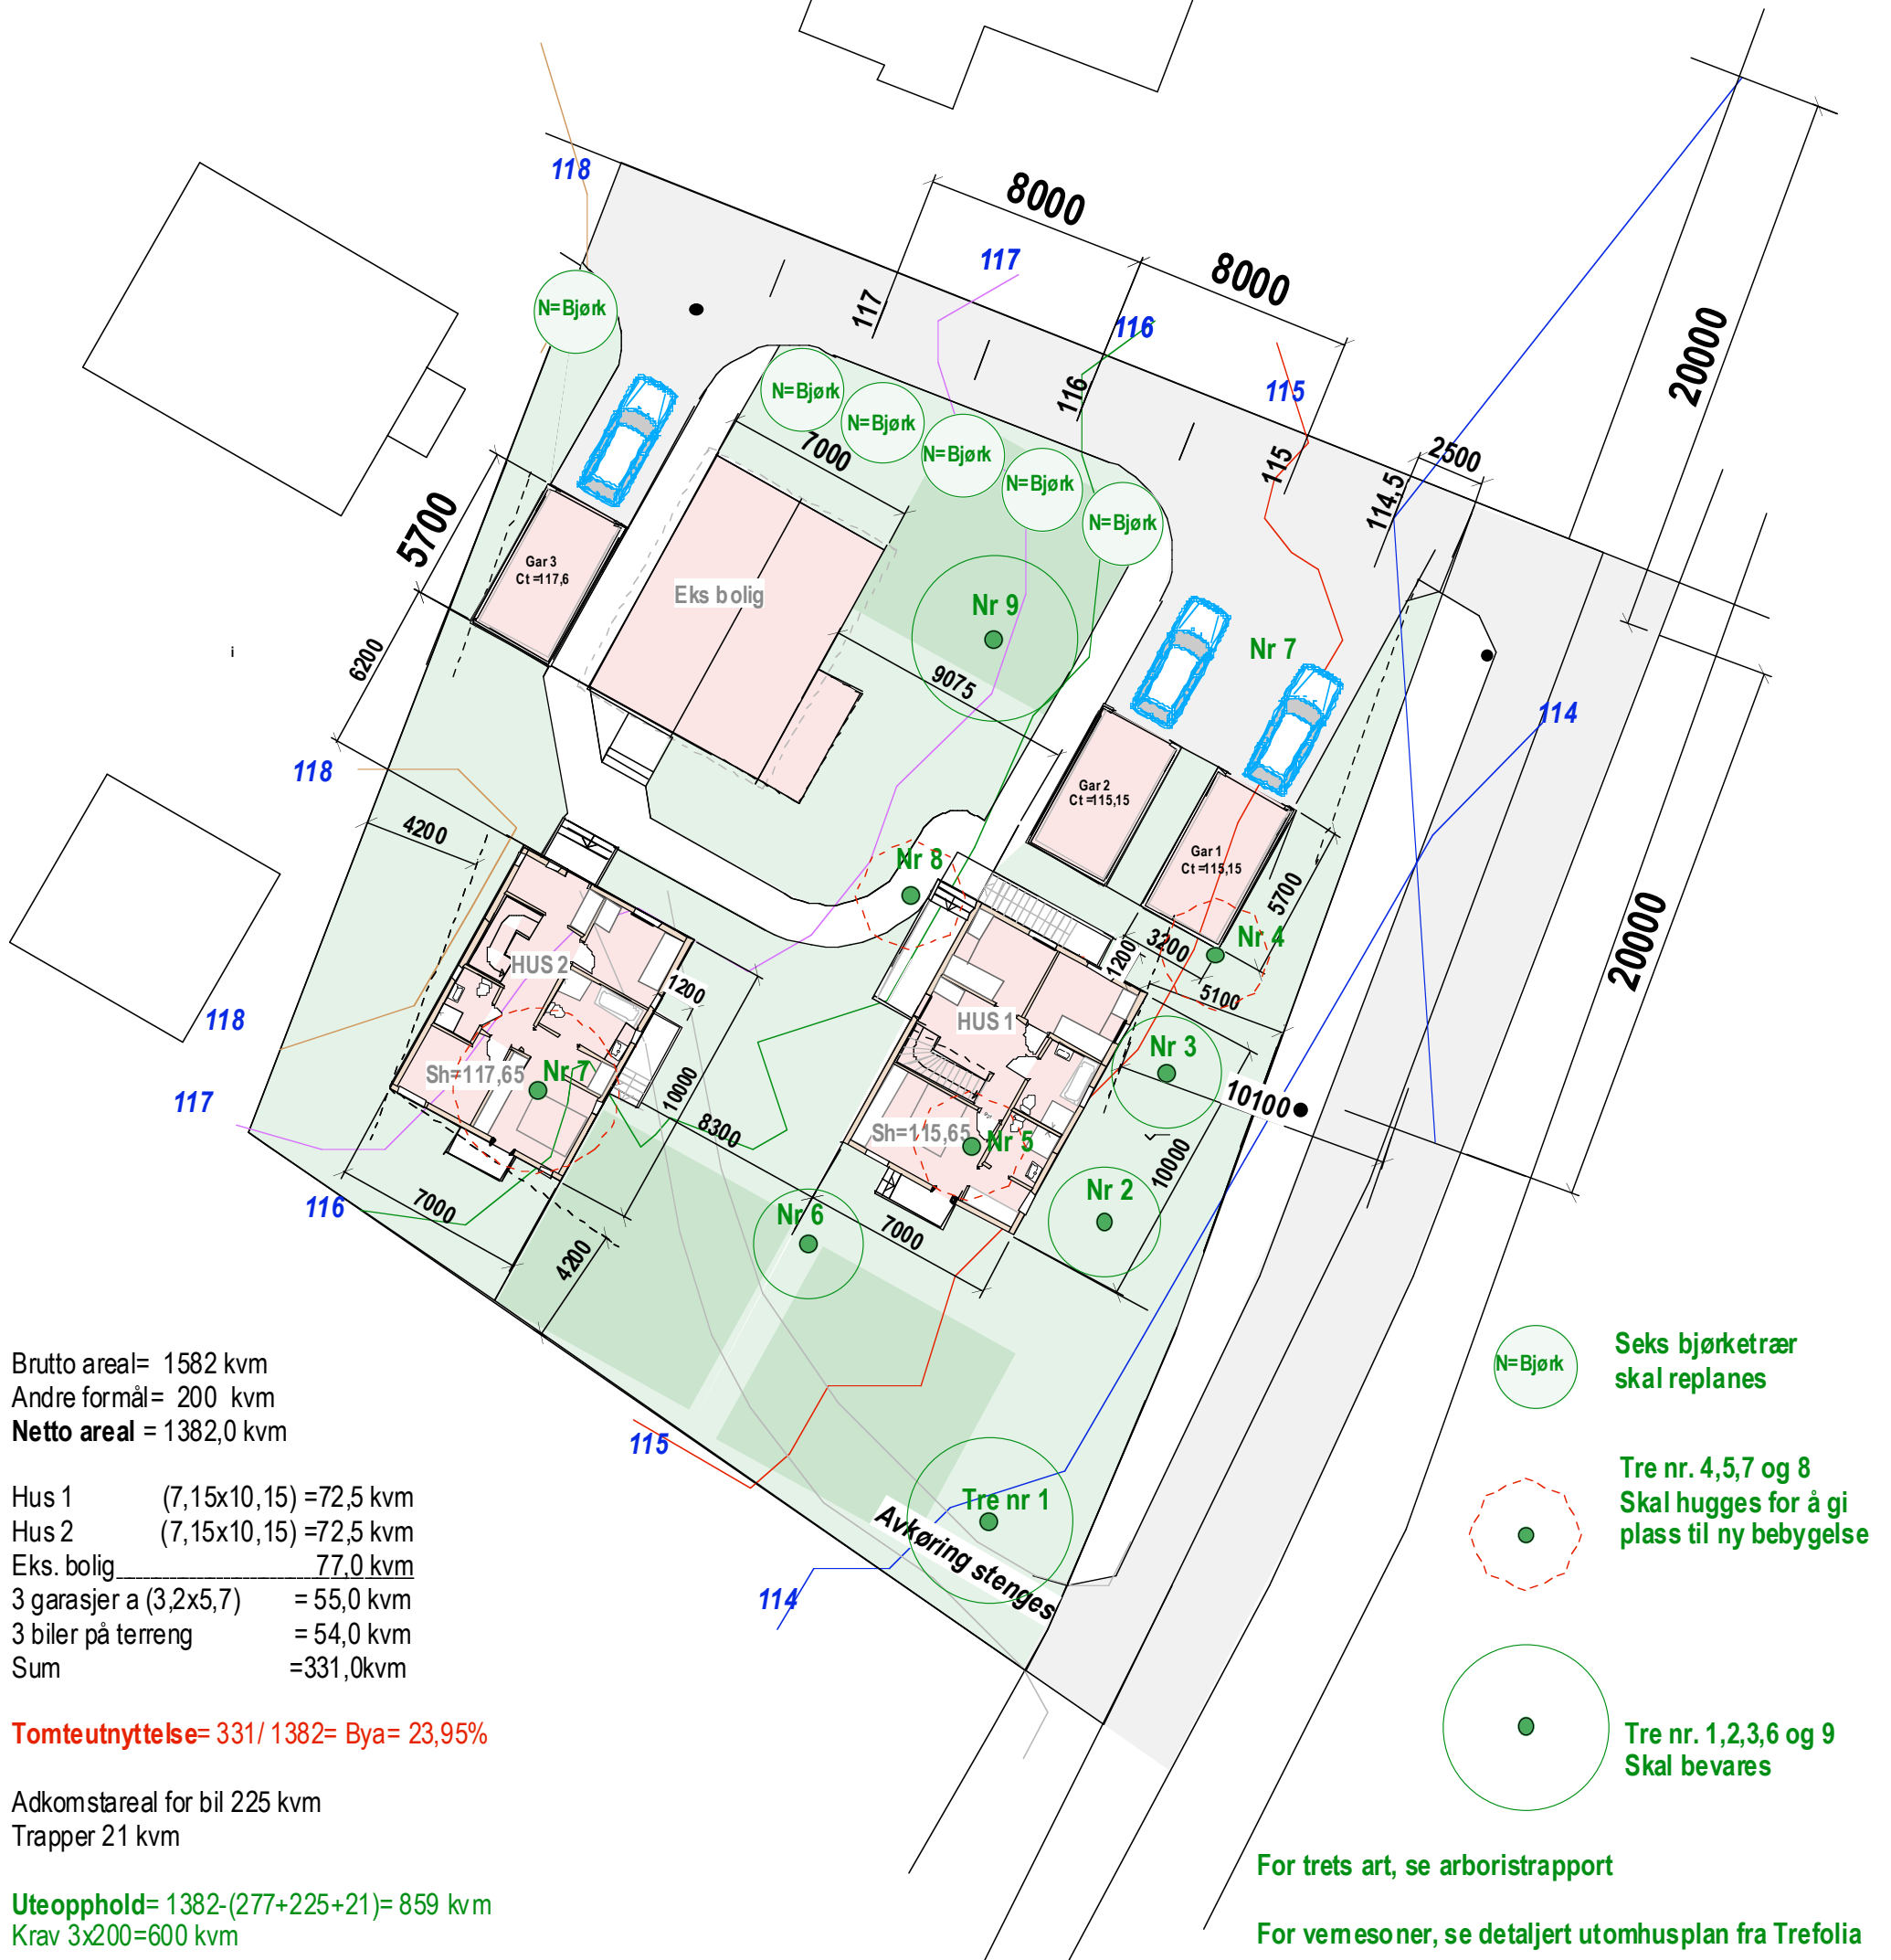 118
8000
117
8000
117
116
116
115
115
114,5
2500
20000
N=Bjørk
N=Bjørk
N=Bjørk
N=Bjørk
N=Bjørk
N=Bjørk
7000
5700
Gar 3
Ct=117,6
Eks bolig
Nr 9
Nr 7
6200
i
9075
114
118
Gar 2
Ct=115,15
4200
Nr 8
Gar 1
Ct=115,15
5700
20000
Nr 4
3200
1200
5100
HUS 2
1200
118
HUS 1
Nr 3
Sh=117,65
Nr 7
10000
117
8300
10100
Sh=115,65
Nr 5
10000
Nr 2
116
7000
Nr 6
7000
4200
115
Tre nr 1
Avkøring stenges
114
Brutto areal= 1582 kvm
Andre formål= 200 kvm
Netto areal = 1382,0 kvm
Hus 1 (7,15x10,15) =72,5 kvm
Hus 2 (7,15x10,15) =72,5 kvm
Eks. bolig 77,0 kvm
3 garasjer a (3,2x5,7) = 55,0 kvm
3 biler på terreng = 54,0 kvm
Sum =331,0kvm
Tomteutnyttelse= 331/ 1382= Bya= 23,95%
Adkomstareal for bil 225 kvm
Trapper 21 kvm
Uteopphold= 1382-(277+225+21)= 859 kvm
Krav 3x200=600 kvm
N=Bjørk
Seks bjørketrær
skal replanes
Tre nr. 4,5,7 og 8
Skal hugges for å gi
plass til ny bebygelse
Tre nr. 1,2,3,6 og 9
Skal bevares
For trets art, se arboristrapport
For vernesoner, se detaljert utomhusplan fra Trefolia